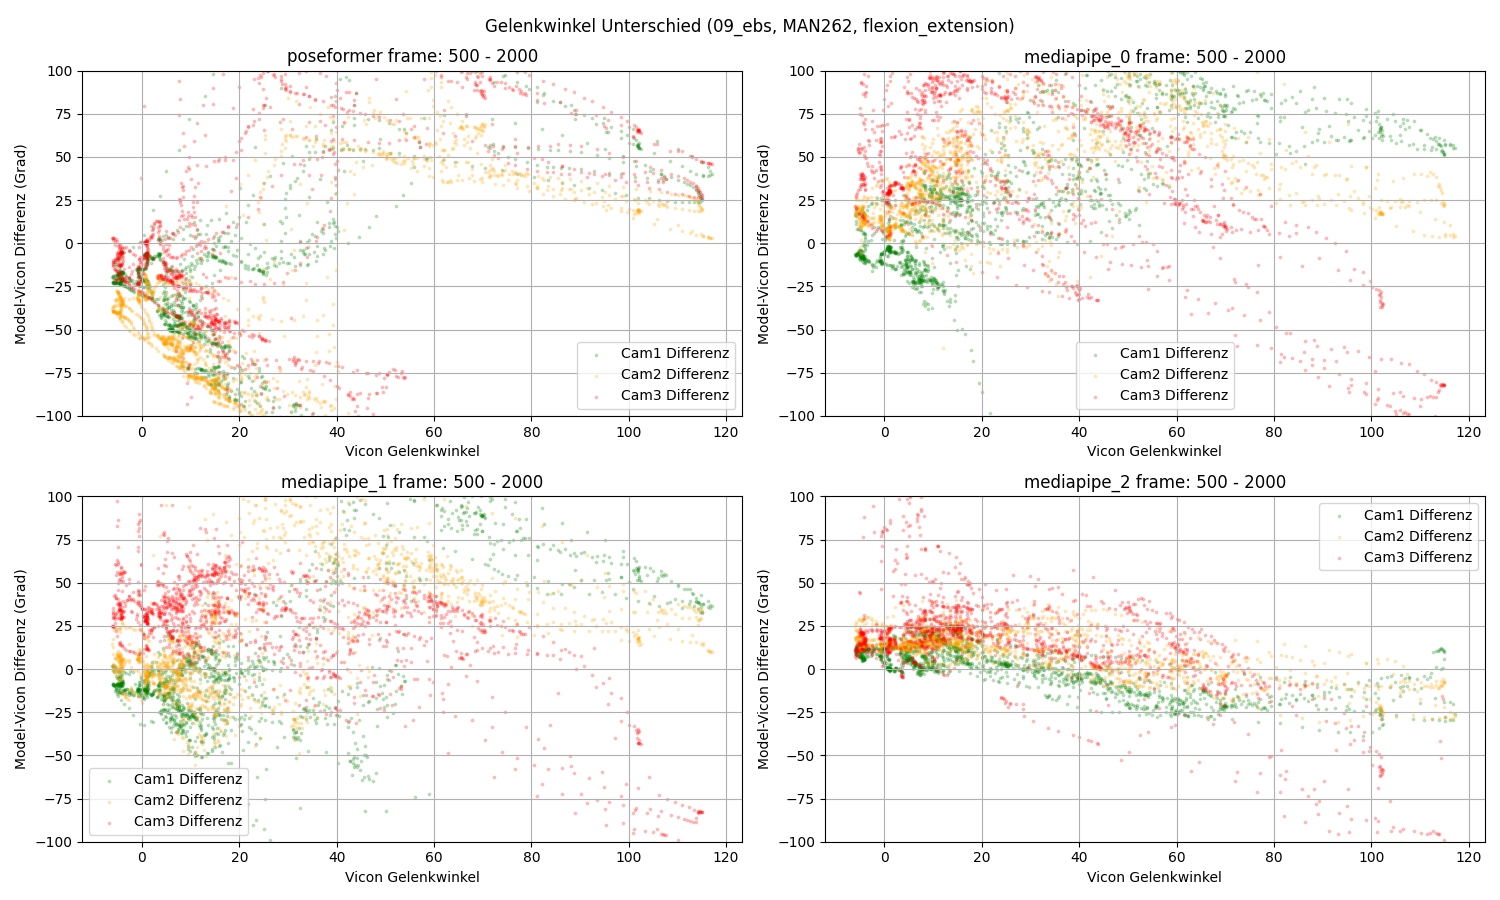 Gelenkwinkel Unterschied (09_ebs, MAN262, flexion_extension)
poseformer frame: 500 - 2000
Model-Vicon Differenz (Grad)
100
75
50
25
0
−25
−50
−75
−100
Cam1 Differenz
Cam2 Differenz
Cam3 Differenz
0 20 40 60 80 100 120
Vicon Gelenkwinkel
mediapipe_0 frame: 500 - 2000
Model-Vicon Differenz (Grad)
100
75
50
25
0
−25
−50
−75
−100
Cam1 Differenz
Cam2 Differenz
Cam3 Differenz
0 20 40 60 80 100 120
Vicon Gelenkwinkel
mediapipe_1 frame: 500 - 2000
Model-Vicon Differenz (Grad)
100
75
50
25
0
−25
−50
−75
−100
Cam1 Differenz
Cam2 Differenz
Cam3 Differenz
0 20 40 60 80 100 120
Vicon Gelenkwinkel
mediapipe_2 frame: 500 - 2000
Model-Vicon Differenz (Grad)
100
75
50
25
0
−25
−50
−75
−100
Cam1 Differenz
Cam2 Differenz
Cam3 Differenz
0 20 40 60 80 100 120
Vicon Gelenkwinkel